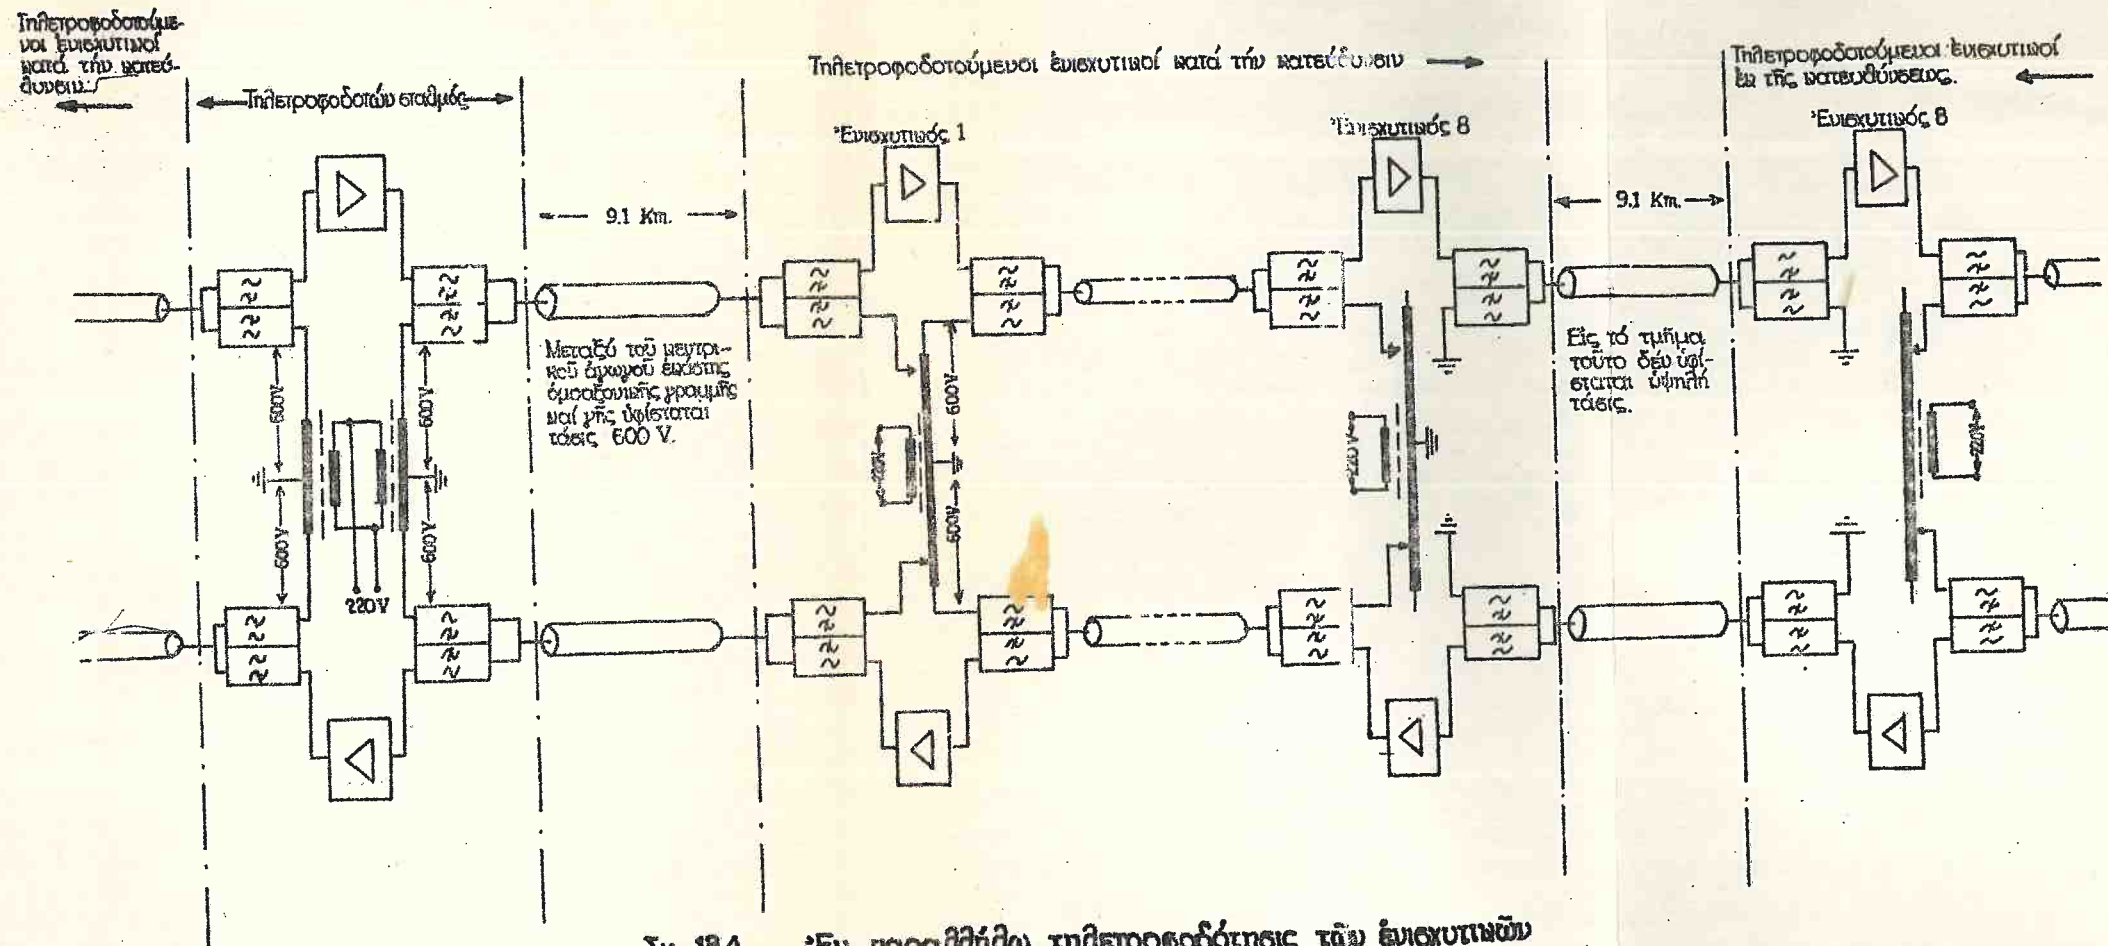 Τηλετροφοδοτούμε-
νοι ἐνισχυτικοί
κατά τήν κατεύ-
θυνσιν
Τηλετροφοδοτών σταθμός
Τηλετροφοδοτούμενοι ἐνισχυτικοί κατά τήν κατεύθυνσιν
Τηλετροφοδοτούμενοι ἐνισχυτικοί
ἐκ τῆς κατευθύνσεως.
Ἐνισχυτικός 1
Ἐνισχυτικός 8
Ἐνισχυτικός 8
9.1 Km.
9.1 Km.
Μεταξύ τοῦ κεντρι-
κοῦ ἀγωγοῦ ἑκάστης
ὁμοαξονικῆς γραμμῆς
καί γῆς ὑφίσταται
τάσις 600 V.
Εἰς τό τμῆμα
τοῦτο δέν ὑφί-
σταται ὑψηλή
τάσις.
600V
600V
600V
600V
600V
600V
220V
220V
220V
220V
Σχ. 18.4 Ἐν παραλλήλω τηλετροφοδότησις τῶν ἐνισχυτικῶν